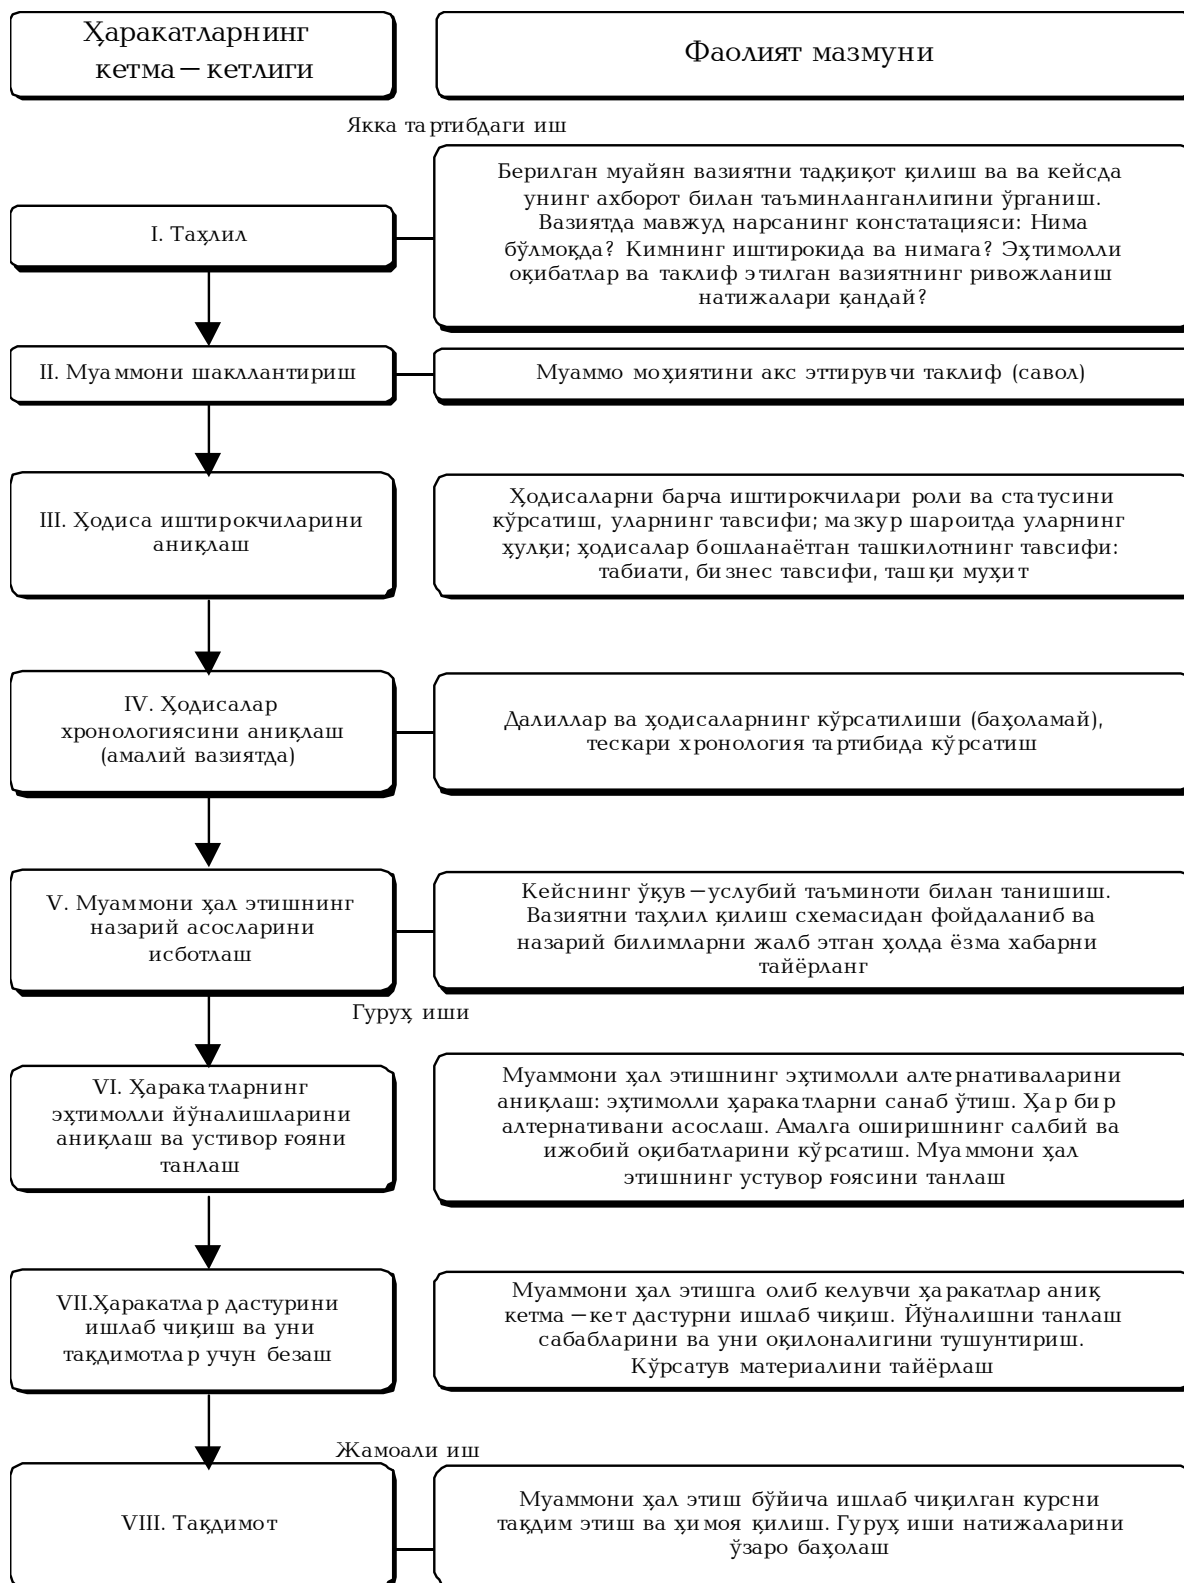 Ҳаракатларнинг
кетма – кетлиги
Фаолият мазмуни
Якка тартибдаги иш
I. Таҳлил
Берилган муайян вазиятни тадқиқот қилиш ва ва кейсда
унинг ахборот билан таъминланганлигини ўрганиш.
Вазиятда мавжуд нарсанинг констатацияси: Нима
бўлмоқда? Кимнинг иштирокида ва нимага? Эҳтимолли
оқибатлар ва таклиф этилган вазиятнинг ривожланиш
натижалари қандай?
II. Муаммони шакллантириш
Муаммо моҳиятини акс эттирувчи таклиф (савол)
III. Ҳодиса иштирокчиларини
аниқлаш
Ҳодисаларни барча иштирокчилари роли ва статусини
кўрсатиш, уларнинг тавсифи; мазкур шароитда уларнинг
ҳулқи; ҳодисалар бошланаётган ташкилотнинг тавсифи:
табиати, бизнес тавсифи, ташқи муҳит
IV. Ҳодисалар
хронологиясини аниқлаш
(амалий вазиятда)
Далиллар ва ҳодисаларнинг кўрсатилиши (баҳоламай),
тескари хронология тартибида кўрсатиш
V. Муаммони ҳал этишнинг
назарий асосларини
исботлаш
Кейснинг ўқув – услубий таъминоти билан танишиш.
Вазиятни таҳлил қилиш схемасидан фойдаланиб ва
назарий билимларни жалб этган ҳолда ёзма хабарни
тайёрланг
Гуруҳ иши
VI. Ҳаракатларнинг
эҳтимолли йўналишларини
аниқлаш ва устивор ғояни
танлаш
Муаммони ҳал этишнинг эҳтимолли алтернативаларини
аниқлаш: эҳтимолли ҳаракатларни санаб ўтиш. Ҳар бир
алтернативани асослаш. Амалга оширишнинг салбий ва
ижобий оқибатларини кўрсатиш. Муаммони ҳал
этишнинг устувор ғоясини танлаш
VII.Ҳаракатлар дастурини
ишлаб чиқиш ва уни
тақдимотлар учун безаш
Муаммони ҳал этишга олиб келувчи ҳаракатлар аниқ
кетма – кет дастурни ишлаб чиқиш. Йўналишни танлаш
сабабларини ва уни оқилоналигини тушунтириш.
Кўрсатув материалини тайёрлаш
Жамоали иш
VIII. Тақдимот
Муаммони ҳал этиш бўйича ишлаб чиқилган курсни
тақдим этиш ва ҳимоя қилиш. Гуруҳ иши натижаларини
ўзаро баҳолаш